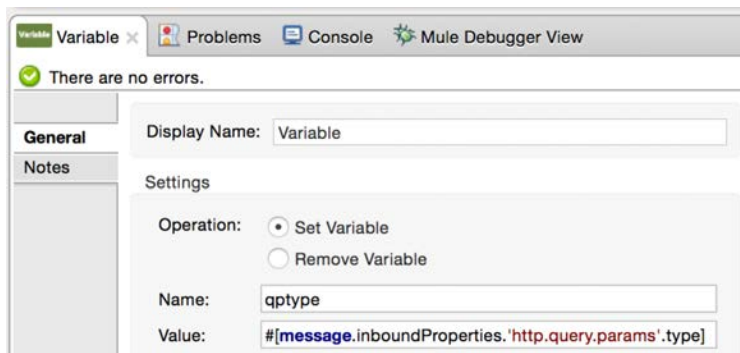 Variable Variable Problems Console Mule Debugger View
There are no errors.
General
Display Name: Variable
Notes
Settings
Operation: Set Variable
Remove Variable
Name: qptype
Value: #[message.inboundProperties.'http.query.params'.type]